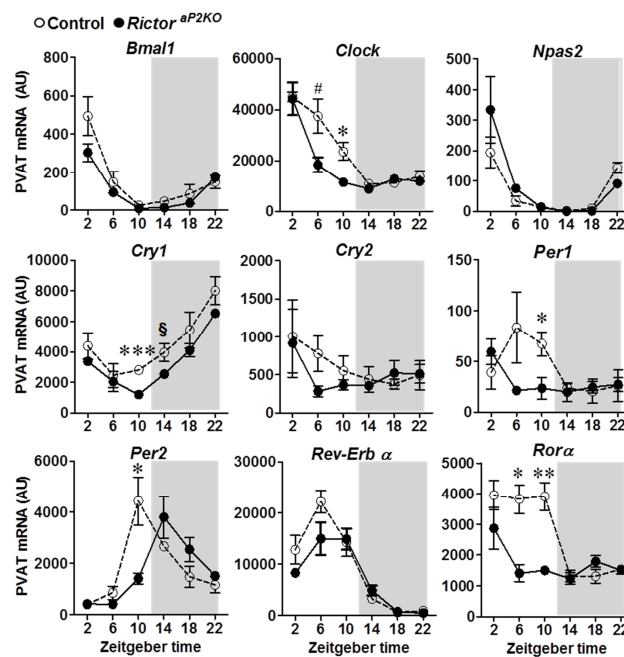 Control Rictor aP2KO
Bmal1 Clock Npas2
PVAT mRNA (AU)
800
600
400
200
0
2 6 10 14 18 22
60000
40000
20000
0
# *
2 6 10 14 18 22
500
400
300
200
100
0
2 6 10 14 18 22
Cry1 Cry2 Per1
PVAT mRNA (AU)
10000
8000
6000
4000
2000
0
*** §
2 6 10 14 18 22
2000
1500
1000
500
0
2 6 10 14 18 22
150
100
50
0
*
2 6 10 14 18 22
Per2 Rev-Erb α Rorα
PVAT mRNA (AU)
6000
4000
2000
0
*
2 6 10 14 18 22
Zeitgeber time
30000
20000
10000
0
2 6 10 14 18 22
Zeitgeber time
5000
4000
3000
2000
1000
0
* **
2 6 10 14 18 22
Zeitgeber time